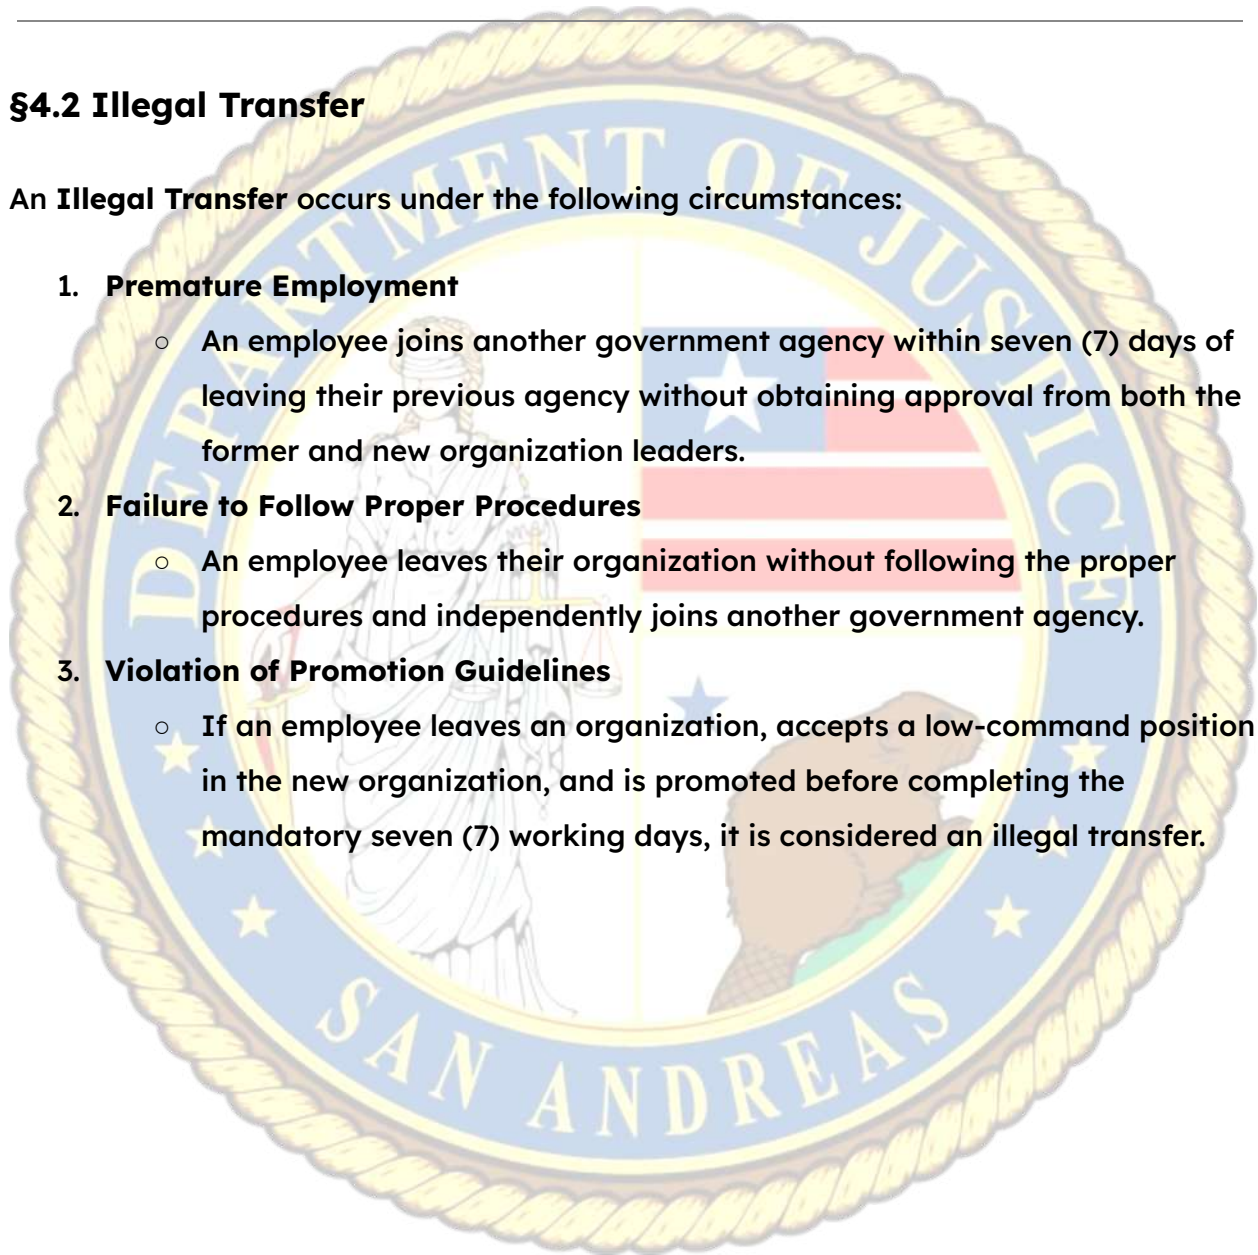 §4.2 Illegal Transfer
An Illegal Transfer occurs under the following circumstances:
1. Premature Employment
○ An employee joins another government agency within seven (7) days of
leaving their previous agency without obtaining approval from both the
former and new organization leaders.
2. Failure to Follow Proper Procedures
○ An employee leaves their organization without following the proper
procedures and independently joins another government agency.
3. Violation of Promotion Guidelines
○ If an employee leaves an organization, accepts a low-command position
in the new organization, and is promoted before completing the
mandatory seven (7) working days, it is considered an illegal transfer.
DEPARTMENT OF JUSTICE
SAN ANDREAS